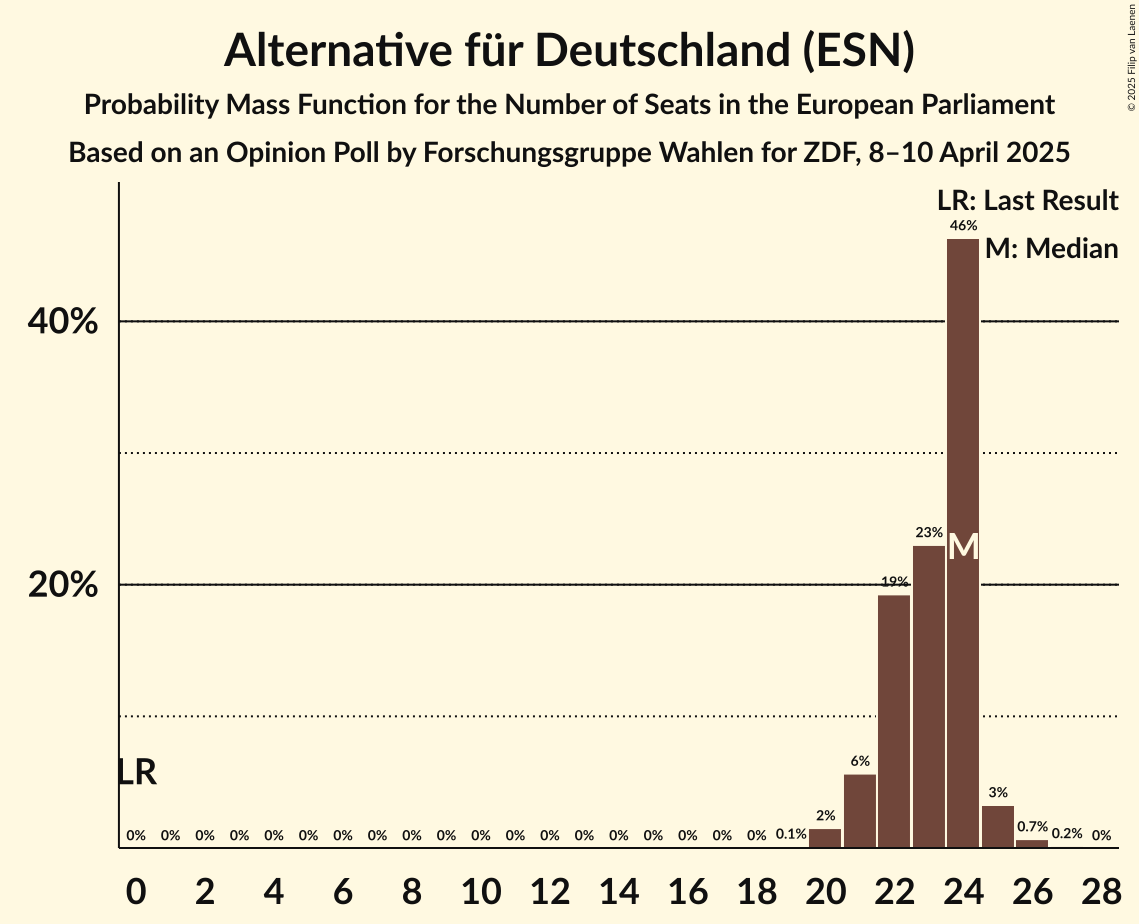 Alternative für Deutschland (ESN)
Probability Mass Function for the Number of Seats in the European Parliament
Based on an Opinion Poll by Forschungsgruppe Wahlen for ZDF, 8–10 April 2025
© 2025 Filip van Laenen
LR: Last Result
M: Median
46%
40%
23%
M
20%
19%
LR
6%
3%
2%
0% 0% 0% 0% 0% 0% 0% 0% 0% 0% 0% 0% 0% 0% 0% 0% 0% 0% 0% 0.1% 0.7% 0.2% 0%
0 2 4 6 8 10 12 14 16 18 20 22 24 26 28